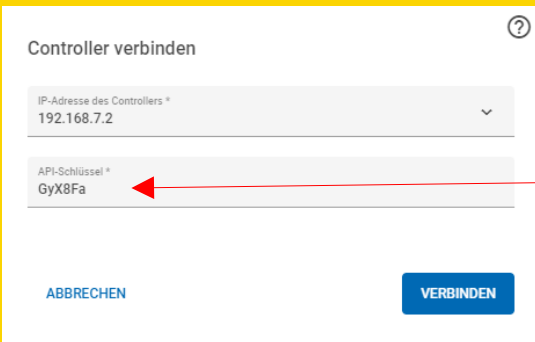 Controller verbinden
IP-Adresse des Controllers *
192.168.7.2
API-Schlüssel *
GyX8Fa
ABBRECHEN
VERBINDEN